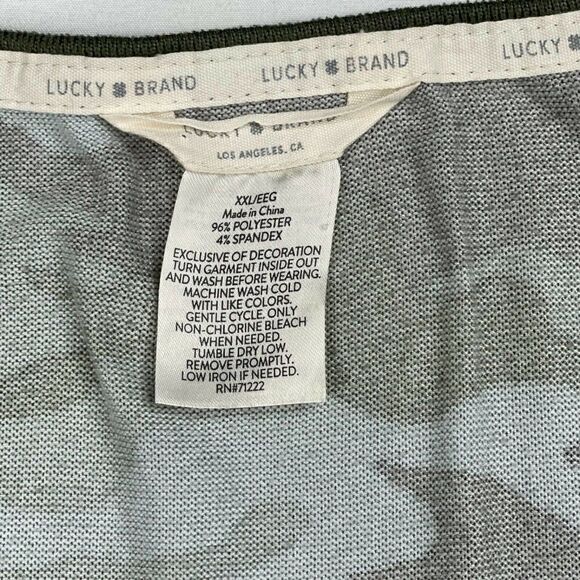 LUCKY BRAND LUCKY BRAND
LUCKY BRAND
LOS ANGELES, CA
XXL/EEG
Made in China
96% POLYESTER
4% SPANDEX
EXCLUSIVE OF DECORATION
TURN GARMENT INSIDE OUT
AND WASH BEFORE WEARING.
MACHINE WASH COLD
WITH LIKE COLORS.
GENTLE CYCLE. ONLY
NON-CHLORINE BLEACH
WHEN NEEDED.
TUMBLE DRY LOW.
REMOVE PROMPTLY.
LOW IRON IF NEEDED.
RN#71222